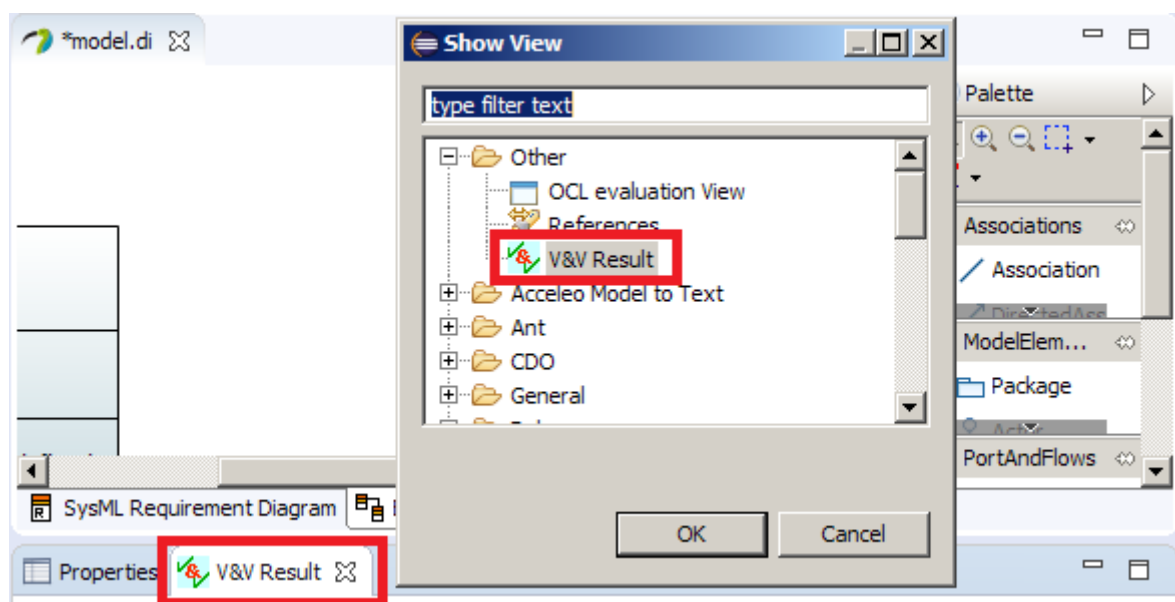 *model.di
Show View
type filter text
Other
OCL evaluation View
References
V&V Result
Acceleo Model to Text
Ant
CDO
General
OK
Cancel
Palette
Associations
Association
ModelElem...
Package
PortAndFlows
SysML Requirement Diagram
Properties
V&V Result